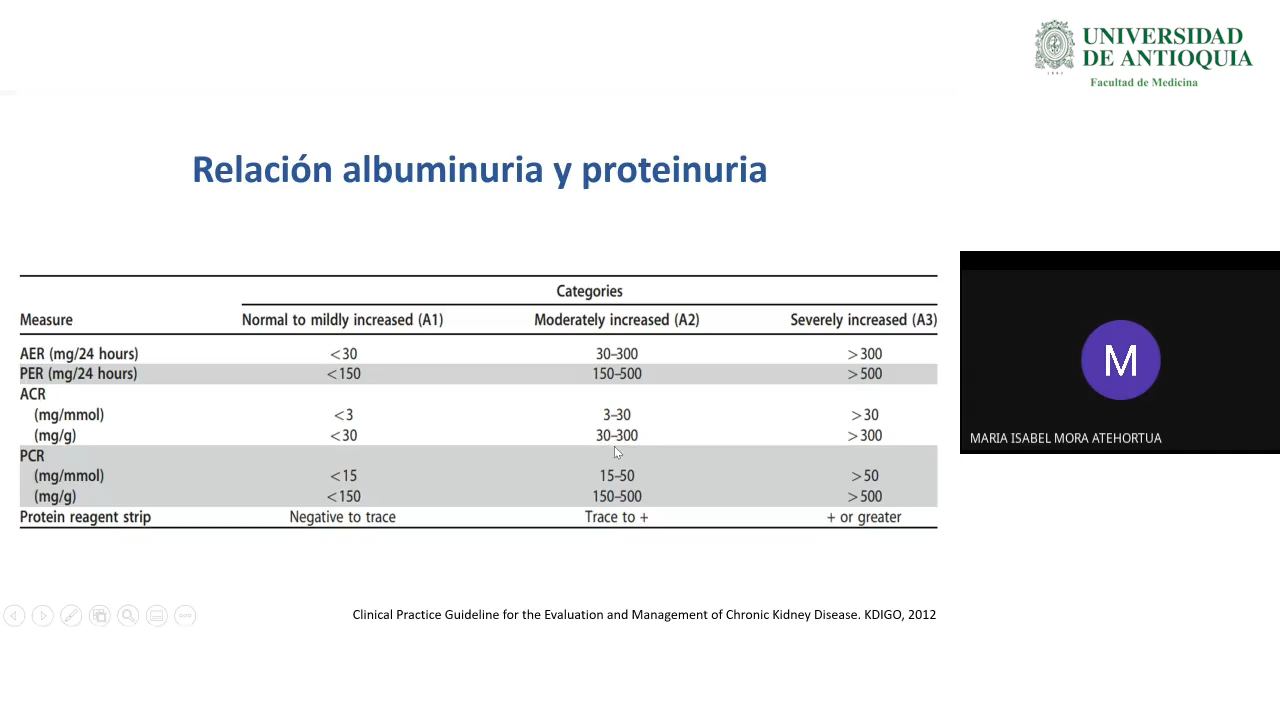 UNIVERSIDAD
DE ANTIOQUIA
1803
Facultad de Medicina
Relación albuminuria y proteinuria
Categories
Measure Normal to mildly increased (A1) Moderately increased (A2) Severely increased (A3)
AER (mg/24 hours) <30 30–300 >300
PER (mg/24 hours) <150 150–500 >500
ACR
(mg/mmol) <3 3–30 >30
(mg/g) <30 30–300 >300
PCR
(mg/mmol) <15 15–50 >50
(mg/g) <150 150–500 >500
Protein reagent strip Negative to trace Trace to + + or greater
M
MARIA ISABEL MORA ATEHORTUA
Clinical Practice Guideline for the Evaluation and Management of Chronic Kidney Disease. KDIGO, 2012